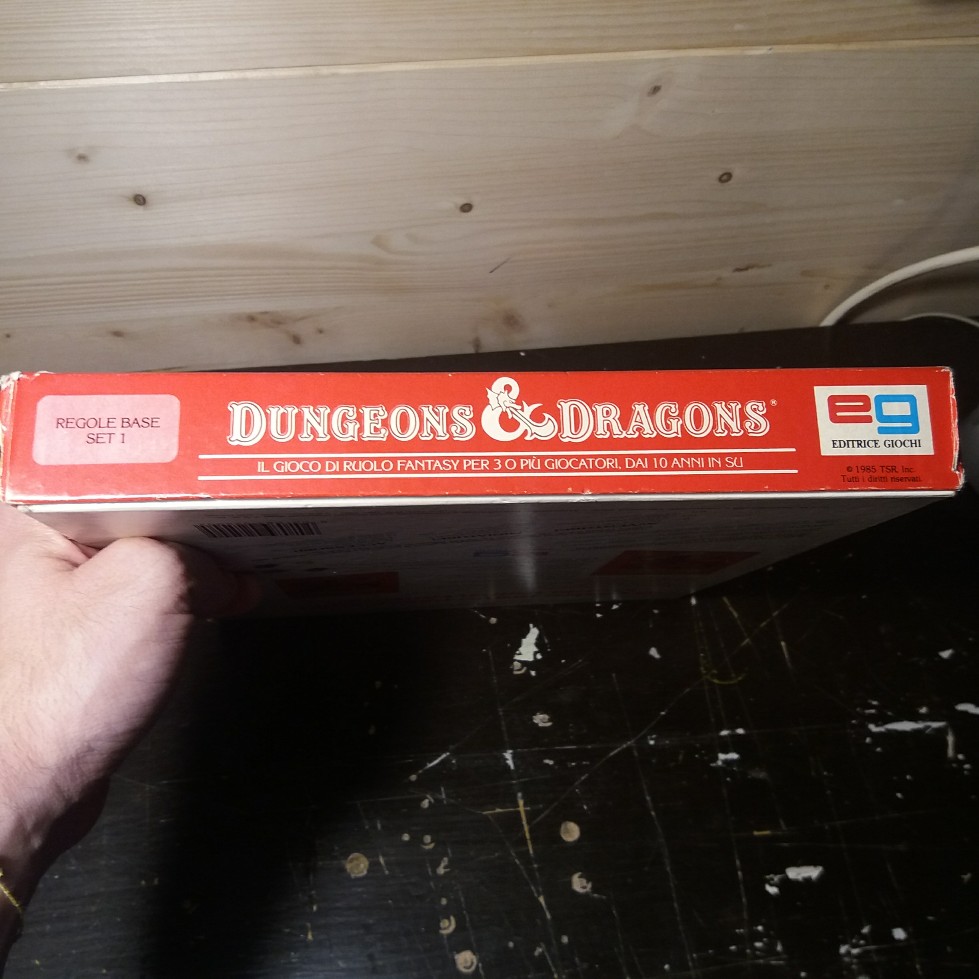 REGOLE BASE
SET 1
DUNGEONS & DRAGONS®
IL GIOCO DI RUOLO FANTASY PER 3 O PIÙ GIOCATORI, DAI 10 ANNI IN SU
eg
EDITRICE GIOCHI
© 1985 TSR, Inc.
Tutti i diritti riservati.